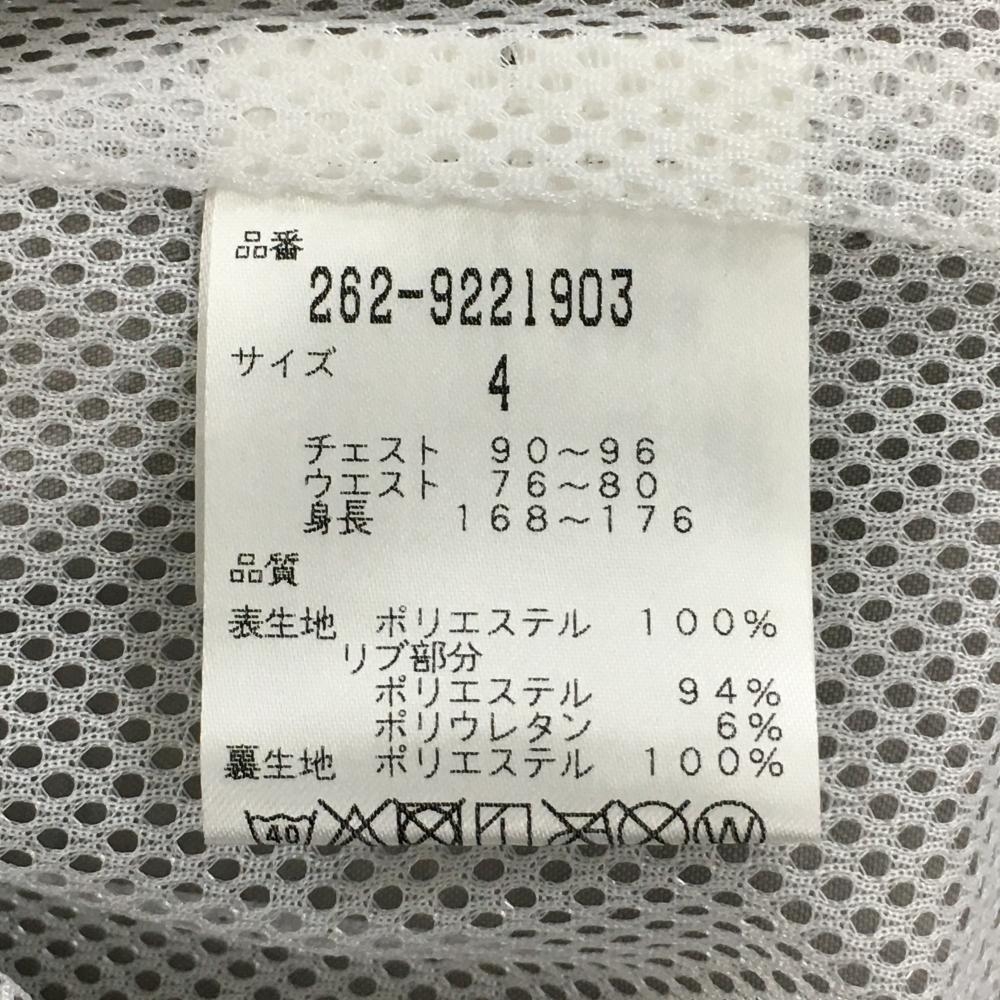 品番
262-9221903
サイズ
4
チェスト 90~96
ウエスト 76~80
身長 168~176
品質
表生地 ポリエステル 100%
リブ部分
ポリエステル 94%
ポリウレタン 6%
裏生地 ポリエステル 100%
40 W